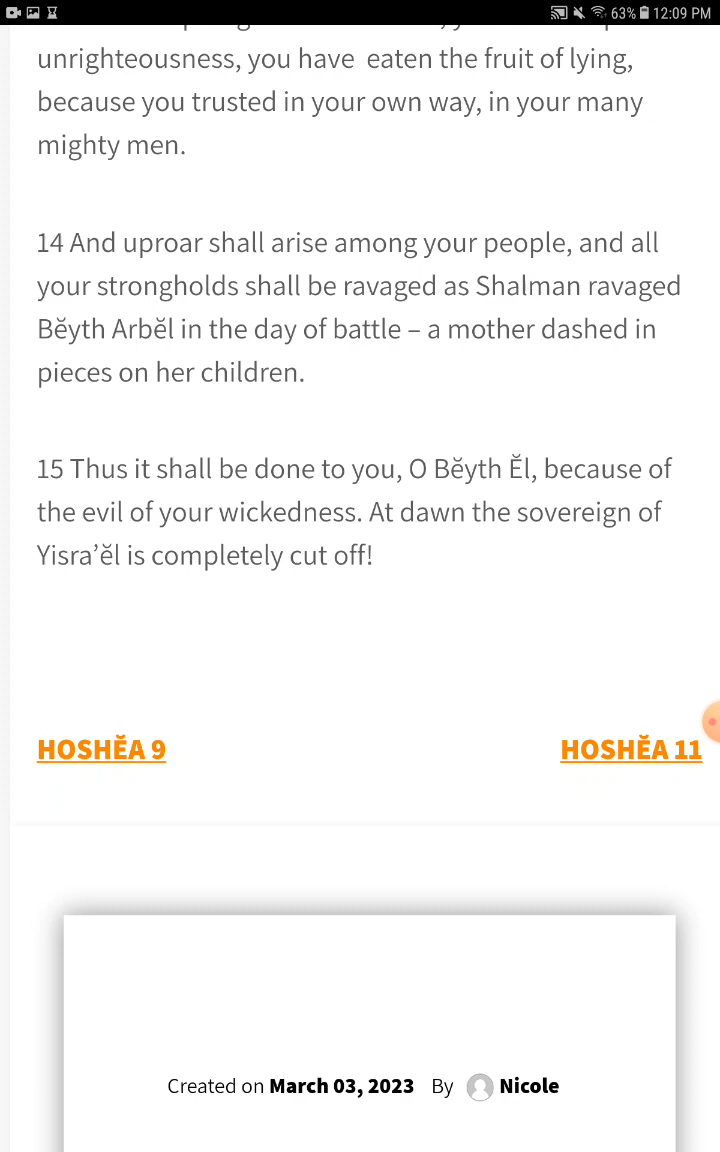 63% 12:09 PM
unrighteousness, you have eaten the fruit of lying,
because you trusted in your own way, in your many
mighty men.
14 And uproar shall arise among your people, and all
your strongholds shall be ravaged as Shalman ravaged
Bĕyth Arbĕl in the day of battle – a mother dashed in
pieces on her children.
15 Thus it shall be done to you, O Bĕyth Ĕl, because of
the evil of your wickedness. At dawn the sovereign of
Yisra’ĕl is completely cut off!
HOSHĔA 9 HOSHĔA 11
Created on March 03, 2023 By Nicole